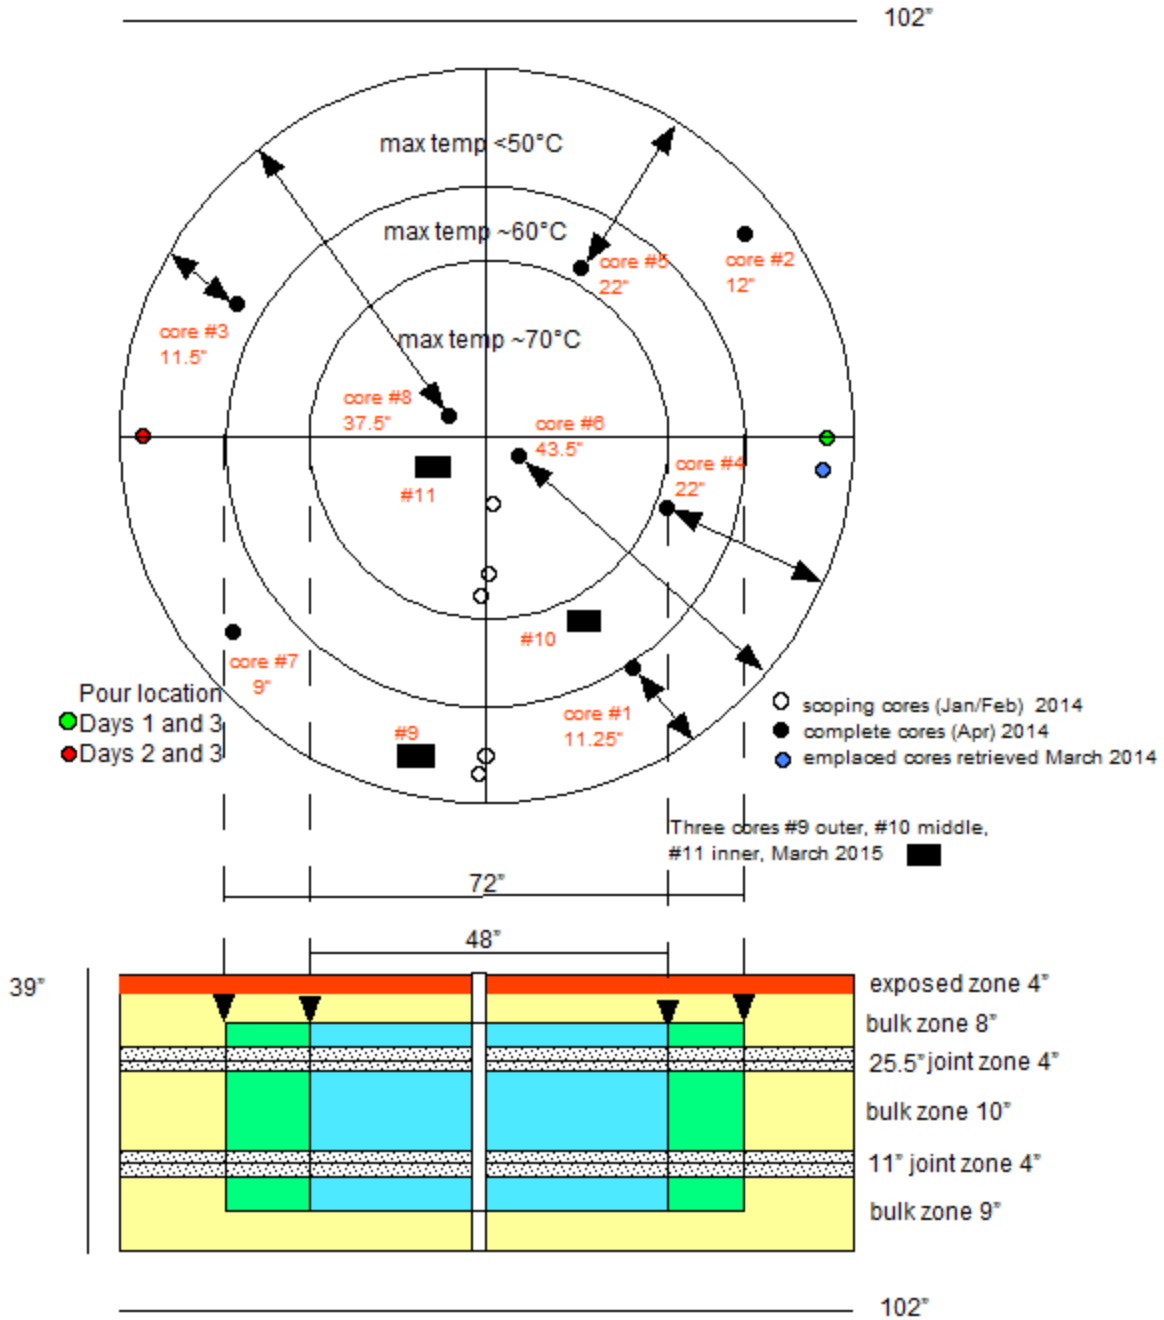 102”
max temp <50°C
max temp ~60°C
core #5
22”
core #2
12”
core #3
11.5”
max temp ~70°C
core #8
37.5”
core #6
43.5”
core #4
22”
#11
#10
core #7
9”
Pour location
Days 1 and 3
Days 2 and 3
core #1
11.25”
#9
scoping cores (Jan/Feb) 2014
complete cores (Apr) 2014
emplaced cores retrieved March 2014
Three cores #9 outer, #10 middle,
#11 inner, March 2015
72”
48”
39”
exposed zone 4”
bulk zone 8”
25.5” joint zone 4”
bulk zone 10”
11” joint zone 4”
bulk zone 9”
102”